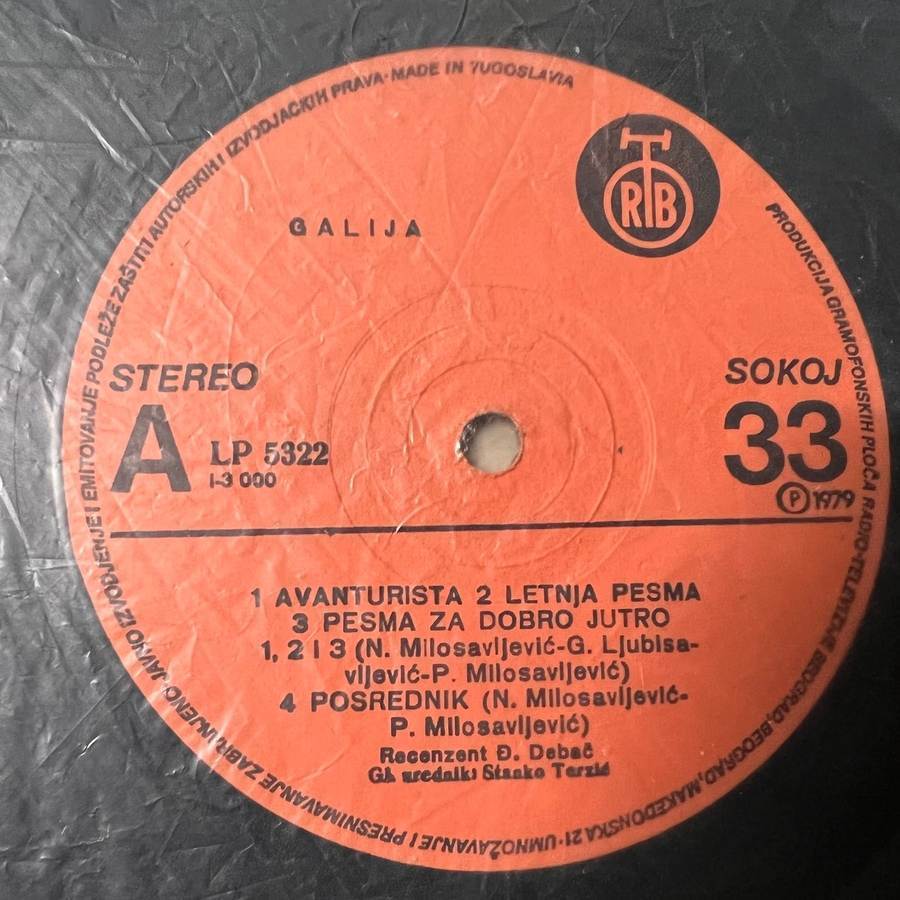 GALIJA
RTB
STEREO
A LP 5322
I-3 000
SOKOJ
33
Ⓟ 1979
1 AVANTURISTA 2 LETNJA PESMA
3 PESMA ZA DOBRO JUTRO
1, 2 I 3 (N. Milosavljević-G. Ljubisa-
vljević-P. Milosavljević)
4 POSREDNIK (N. Milosavljević-
P. Milosavljević)
Recenzent Đ. Debač
Gl. urednik: Stanko Terzić
PRODUKCIJA GRAMOFONSKIH PLOČA RADIO-TELEVIZIJE BEOGRAD, BEOGRAD, MAKEDONSKA 21 · UMNOŽAVANJE I PRESNIMAVANJE ZABRANJENO · JAVNO IZVODJENJE I EMITOVANJE PODLEŽE ZAŠTITI AUTORSKIH I IZVODJAČKIH PRAVA · MADE IN YUGOSLAVIA